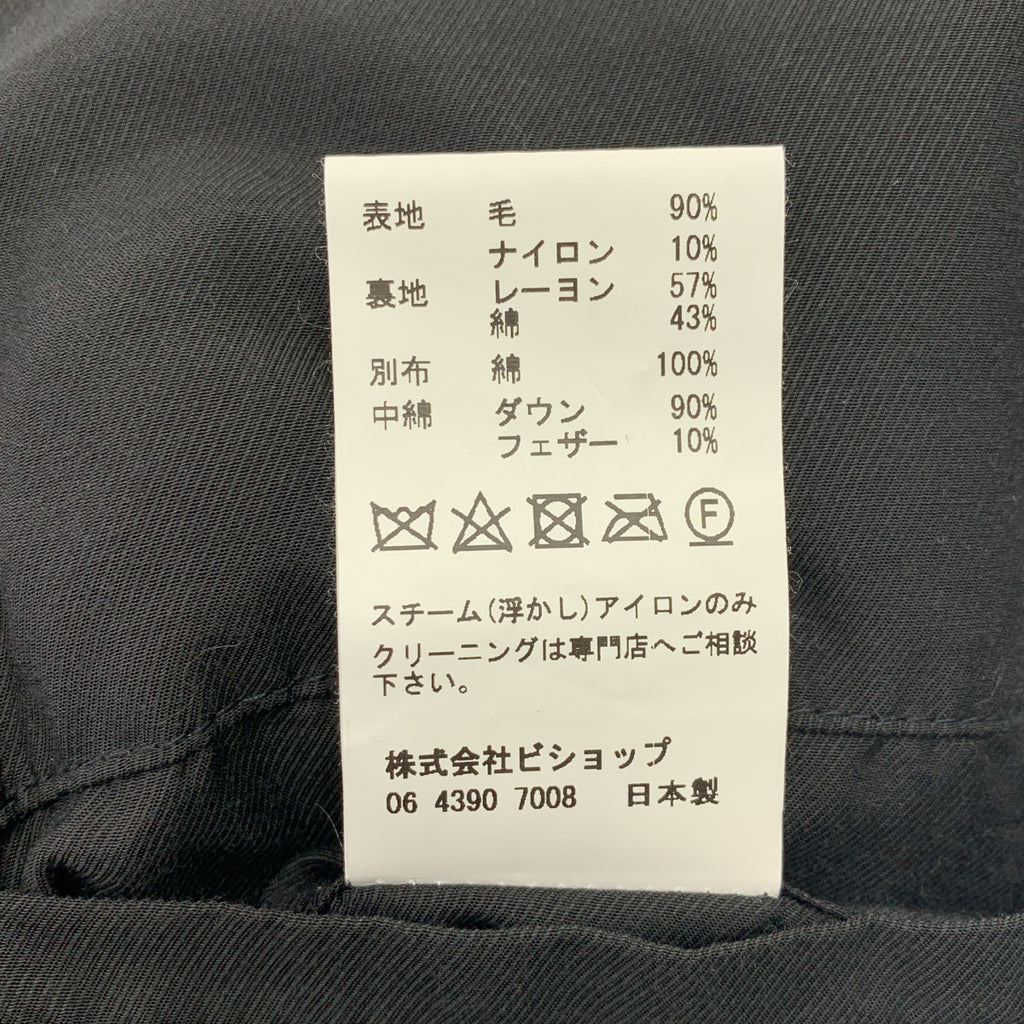 表地 毛 90%
ナイロン 10%
裏地 レーヨン 57%
綿 43%
別布 綿 100%
中綿 ダウン 90%
フェザー 10%
F
スチーム(浮かし)アイロンのみ
クリーニングは専門店へご相談
下さい。
株式会社ビショップ
06 4390 7008 日本製